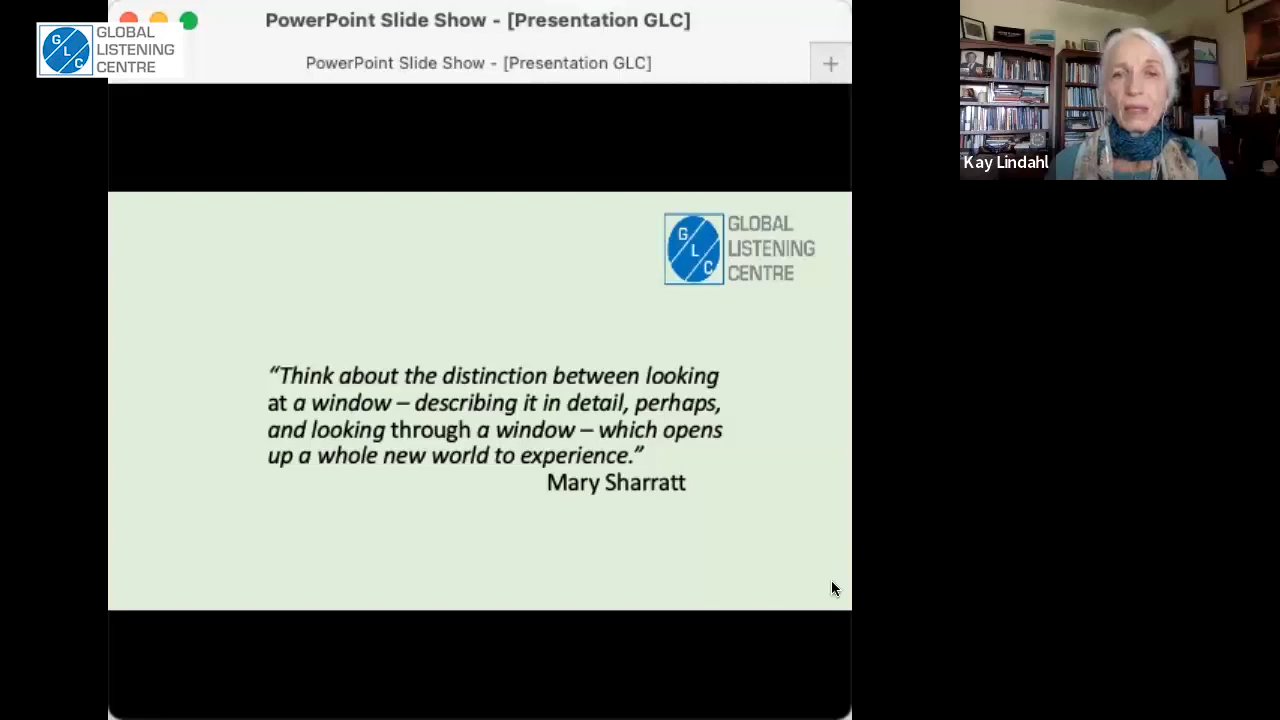 PowerPoint Slide Show - [Presentation GLC]
GLC
GLOBAL
LISTENING
CENTRE
PowerPoint Slide Show - [Presentation GLC]
+
Kay Lindahl
GLC
GLOBAL
LISTENING
CENTRE
“Think about the distinction between looking
at a window – describing it in detail, perhaps,
and looking through a window – which opens
up a whole new world to experience.”
Mary Sharratt